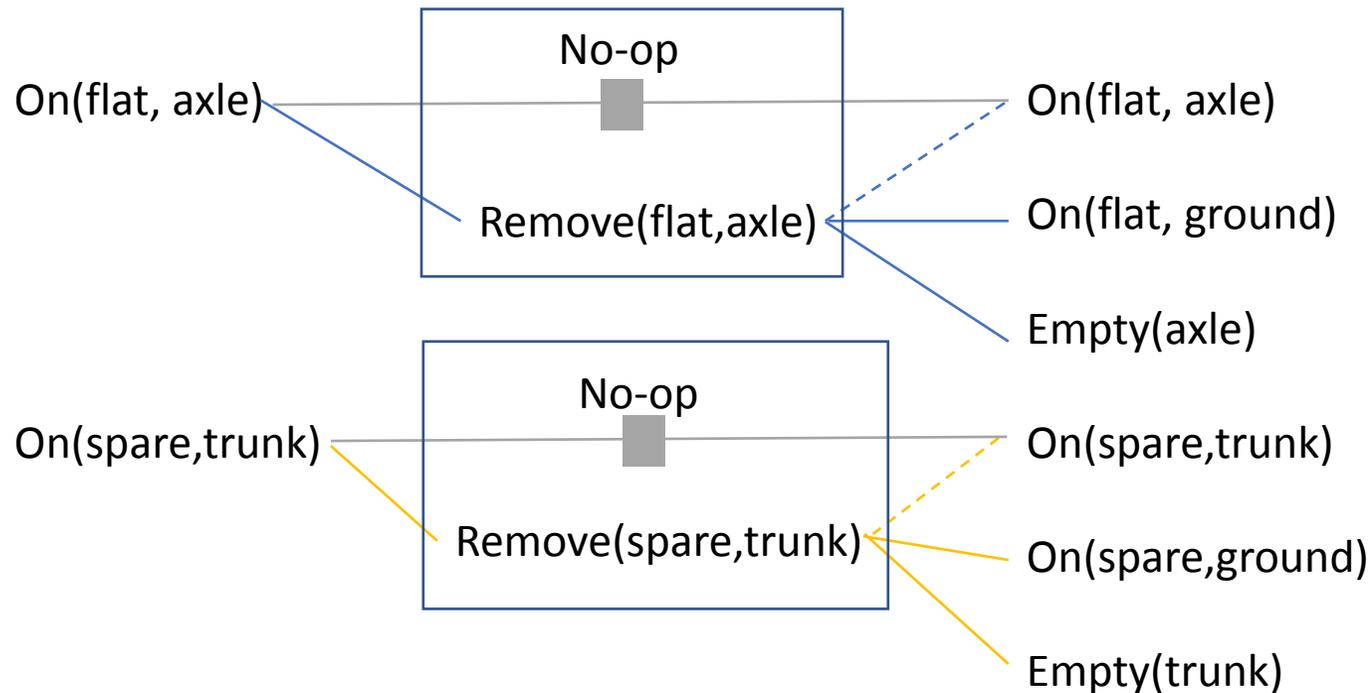 No-op
On(flat, axle)
On(flat, axle)
Remove(flat,axle)
On(flat, ground)
Empty(axle)
No-op
On(spare,trunk)
On(spare,trunk)
Remove(spare,trunk)
On(spare,ground)
Empty(trunk)